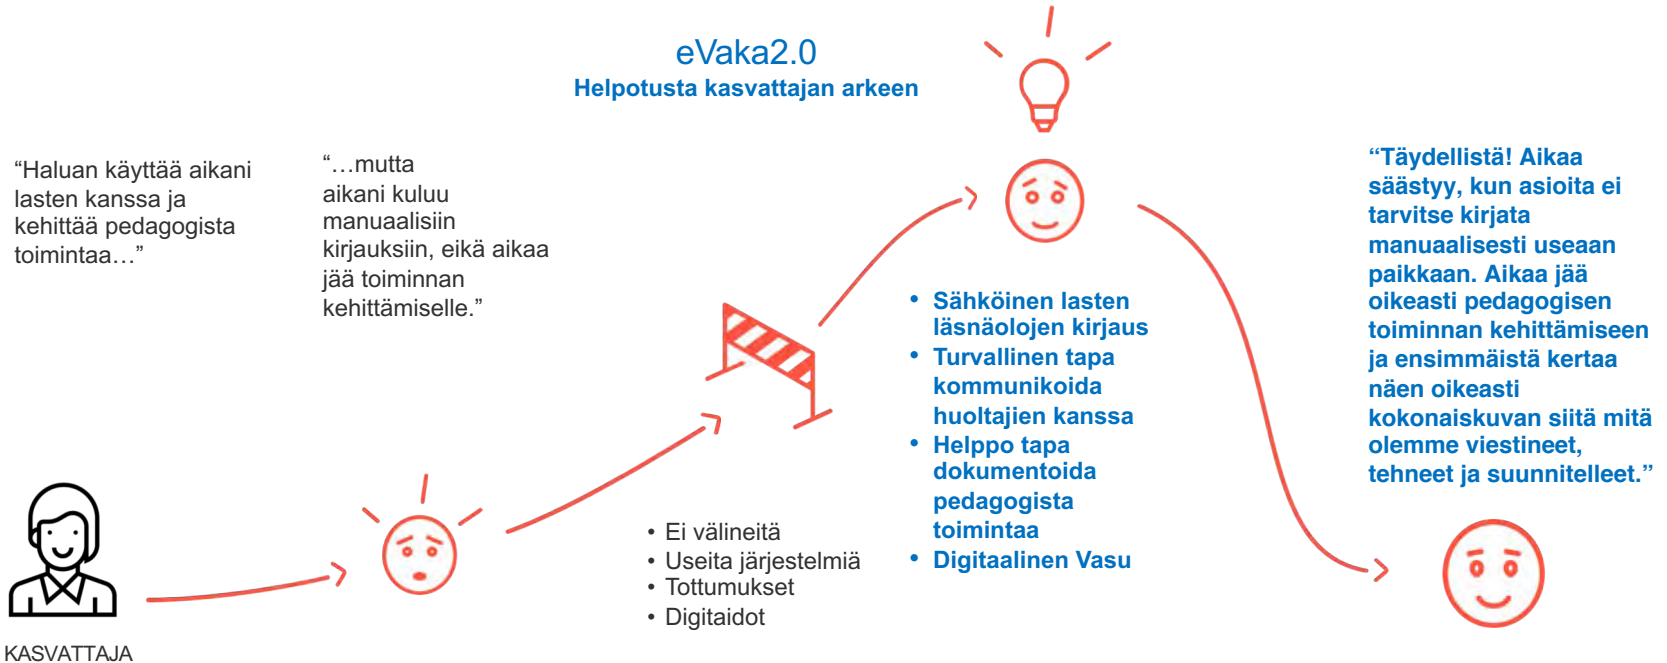 eVaka2.0
Helpotusta kasvattajan arkeen
“Haluan käyttää aikani
lasten kanssa ja
kehittää pedagogista
toimintaa…”
“…mutta
aikani kuluu
manuaalisiin
kirjauksiin, eikä aikaa
jää toiminnan
kehittämiselle.”
• Ei välineitä
• Useita järjestelmiä
• Tottumukset
• Digitaidot
• Sähköinen lasten
läsnäolojen kirjaus
• Turvallinen tapa
kommunikoida
huoltajien kanssa
• Helppo tapa
dokumentoida
pedagogista
toimintaa
• Digitaalinen Vasu
“Täydellistä! Aikaa
säästyy, kun asioita ei
tarvitse kirjata
manuaalisesti useaan
paikkaan. Aikaa jää
oikeasti pedagogisen
toiminnan kehittämiseen
ja ensimmäistä kertaa
näen oikeasti
kokonaiskuvan siitä mitä
olemme viestineet,
tehneet ja suunnitelleet.”
KASVATTAJA